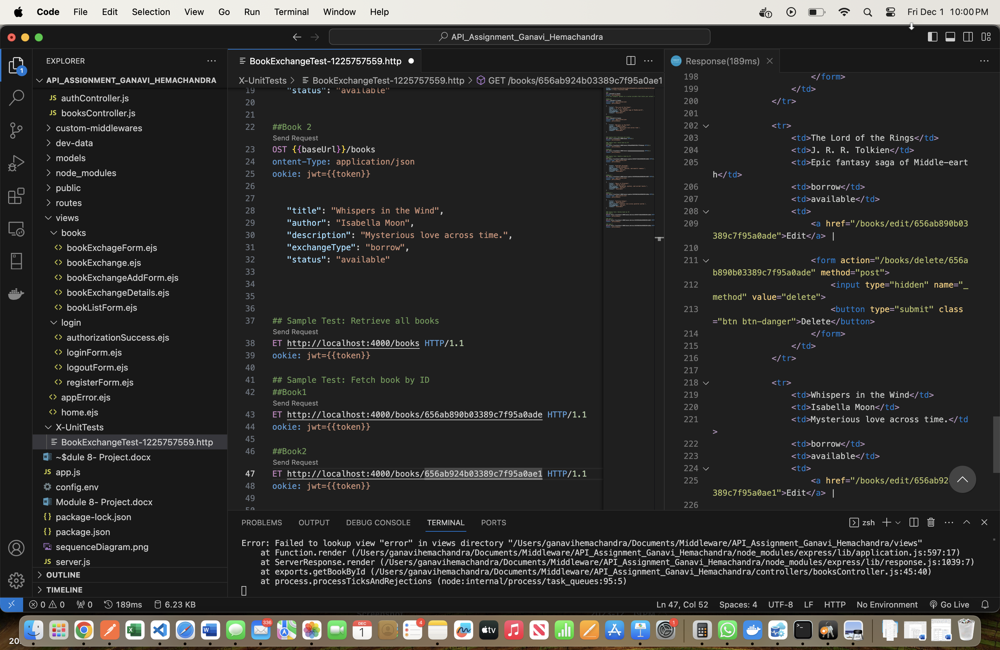 Code File Edit Selection View Go Run Terminal Window Help Fri Dec 1 10:00 PM
API_Assignment_Ganavi_Hemachandra
1
EXPLORER
API_ASSIGNMENT_GANAVI_HEMACHANDRA
JS authController.js
JS booksController.js
custom-middlewares
dev-data
models
node_modules
public
routes
views
books
<> bookExchageForm.ejs
<> bookExchange.ejs
<> bookExchangeAddForm.ejs
<> bookExchangeDetails.ejs
<> bookListForm.ejs
login
<> authorizationSuccess.ejs
<> loginForm.ejs
<> logoutForm.ejs
<> registerForm.ejs
<> appError.ejs
<> home.ejs
X-UnitTests
BookExchangeTest-1225757559.http
~$dule 8- Project.docx
JS app.js
config.env
Module 8- Project.docx
{} package-lock.json
{} package.json
sequenceDiagram.png
JS server.js
OUTLINE
TIMELINE
BookExchangeTest-1225757559.http
X-UnitTests > BookExchangeTest-1225757559.http > GET /books/656ab924b03389c7f95a0ae1
19 "status": "available"
20
21
22 ##Book 2
Send Request
23 OST {{baseUrl}}/books
24 ontent-Type: application/json
25 ookie: jwt={{token}}
26
27
28 "title": "Whispers in the Wind",
29 "author": "Isabella Moon",
30 "description": "Mysterious love across time.",
31 "exchangeType": "borrow",
32 "status": "available"
33
34
35
36
37 ## Sample Test: Retrieve all books
Send Request
38 ET http://localhost:4000/books HTTP/1.1
39 ookie: jwt={{token}}
40
41 ## Sample Test: Fetch book by ID
42 ##Book1
Send Request
43 ET http://localhost:4000/books/656ab890b03389c7f95a0ade HTTP/1.1
44 ookie: jwt={{token}}
45
46 ##Book2
Send Request
47 ET http://localhost:4000/books/656ab924b03389c7f95a0ae1 HTTP/1.1
48 ookie: jwt={{token}}
49
50
Response(189ms)
198 </form>
199 </td>
200 </tr>
201
202 <tr>
203 <td>The Lord of the Rings</td>
204 <td>J. R. R. Tolkien</td>
205 <td>Epic fantasy saga of Middle-eart
h</td>
206 <td>borrow</td>
207 <td>available</td>
208 <td>
209 <a href="/books/edit/656ab890b03
389c7f95a0ade">Edit</a> |
210
211 <form action="/books/delete/656a
b890b03389c7f95a0ade" method="post">
212 <input type="hidden" name="_
method" value="delete">
213 <button type="submit" class
="btn btn-danger">Delete</button>
214 </form>
215 </td>
216 </tr>
217
218 <tr>
219 <td>Whispers in the Wind</td>
220 <td>Isabella Moon</td>
221 <td>Mysterious love across time.</td
>
222 <td>borrow</td>
223 <td>available</td>
224 <td>
225 <a href="/books/edit/656ab92
389c7f95a0ae1">Edit</a> |
226
PROBLEMS OUTPUT DEBUG CONSOLE TERMINAL PORTS zsh
Error: Failed to lookup view "error" in views directory "/Users/ganavihemachandra/Documents/Middleware/API_Assignment_Ganavi_Hemachandra/views"
at Function.render (/Users/ganavihemachandra/Documents/Middleware/API_Assignment_Ganavi_Hemachandra/node_modules/express/lib/application.js:597:17)
at ServerResponse.render (/Users/ganavihemachandra/Documents/Middleware/API_Assignment_Ganavi_Hemachandra/node_modules/express/lib/response.js:1039:7)
at exports.getBookById (/Users/ganavihemachandra/Documents/Middleware/API_Assignment_Ganavi_Hemachandra/controllers/booksController.js:45:40)
at process.processTicksAndRejections (node:internal/process/task_queues:95:5)
0 0 0 189ms 6.23 KB Ln 47, Col 52 Spaces: 4 UTF-8 LF HTTP No Environment Go Live
336 DEC 1 4 tv 1
20